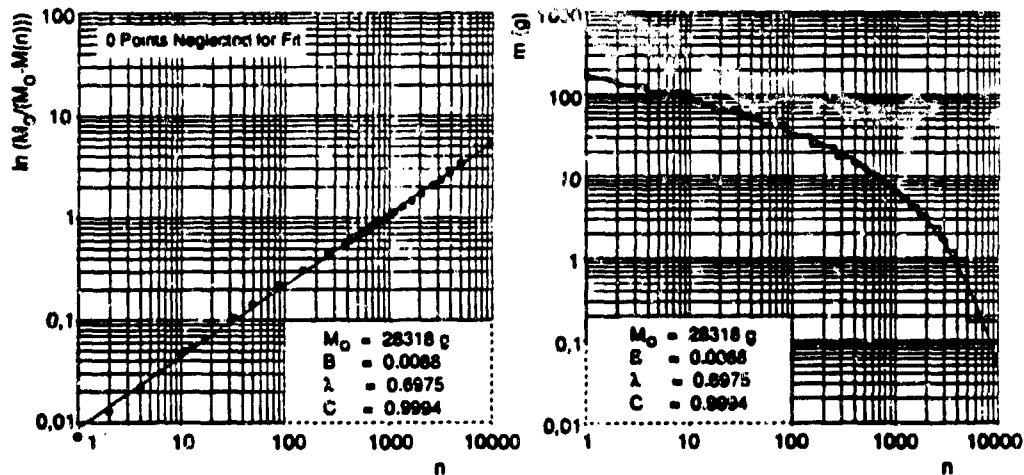 ln (M₀/(M₀-M(n)))
100
10
1
0,1
0,01
0 Points Neglected for Fit
M₀ = 28318 g
B = 0.0088
λ = 0.6975
C = 0.9994
1
10
100
1000
10000
n
m (g)
1000
100
10
1
0,1
0,01
M₀ = 28318 g
B = 0.0088
λ = 0.6975
C = 0.9994
1
10
100
1000
10000
n